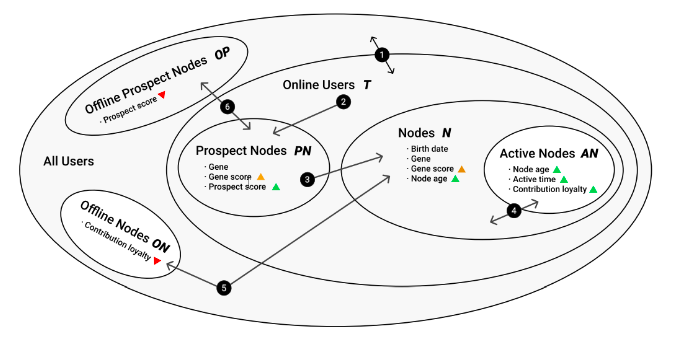 Offline Prospect Nodes OP
· Prospect score
1
Online Users T
6
2
All Users
Prospect Nodes PN
· Gene
· Gene score
· Prospect score
3
Nodes N
· Birth date
· Gene
· Gene score
· Node age
Active Nodes AN
· Node age
· Active time
· Contribution loyalty
4
Offline Nodes ON
· Contribution loyalty
5